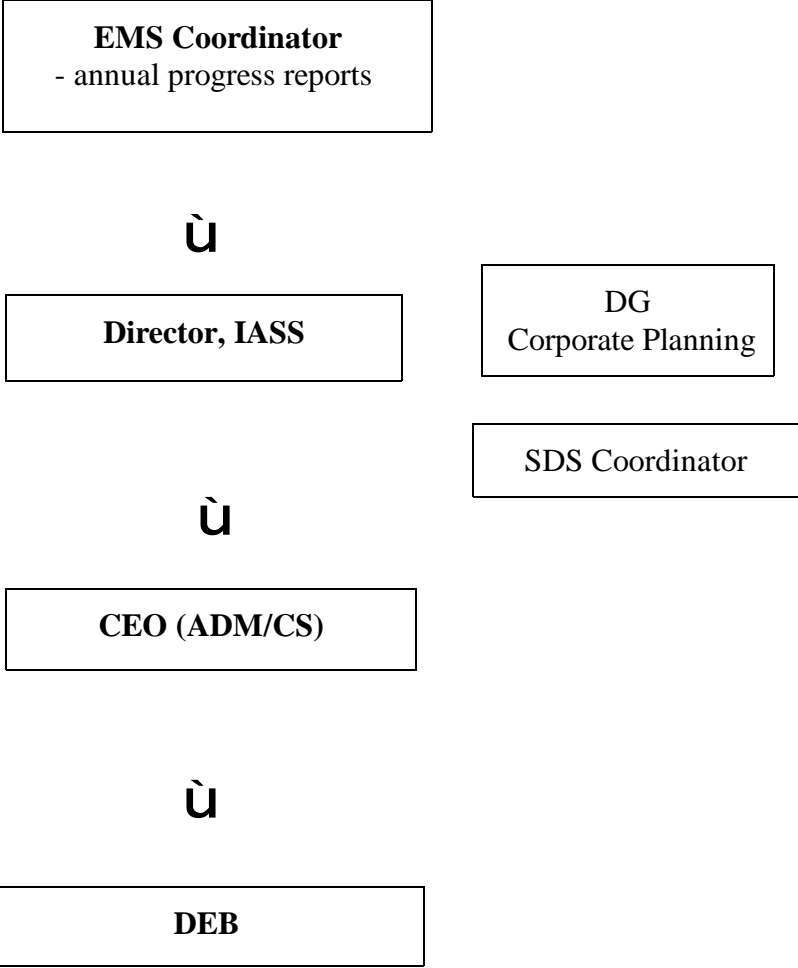 EMS Coordinator
- annual progress reports
ù
Director, IASS
DG
Corporate Planning
SDS Coordinator
ù
CEO (ADM/CS)
ù
DEB